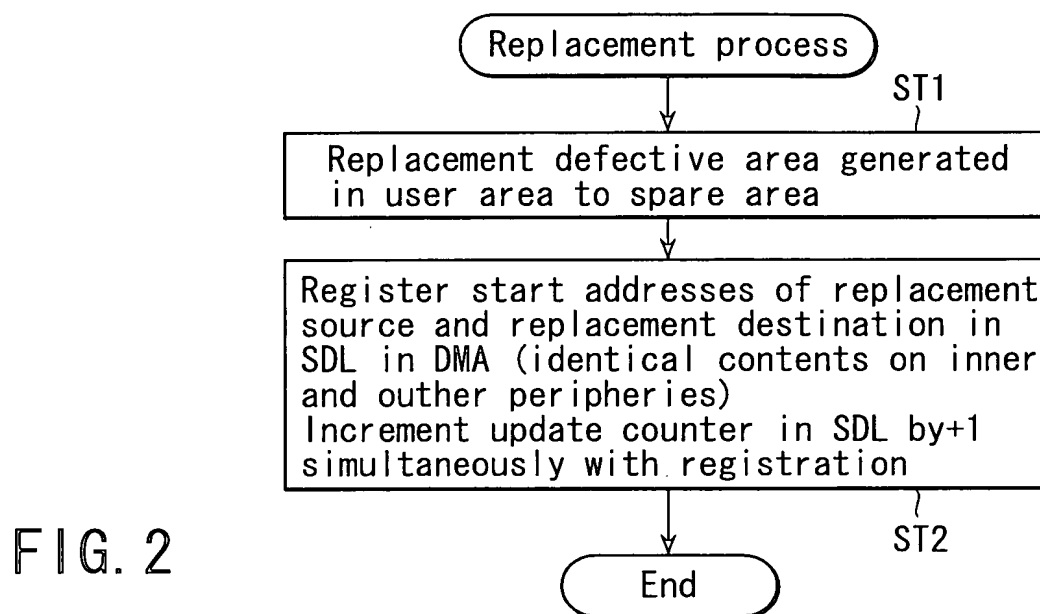 Replacement process
ST1
Replacement defective area generated
in user area to spare area
Register start addresses of replacement
source and replacement destination in
SDL in DMA (identical contents on inner
and outher peripheries)
Increment update counter in SDL by+1
simultaneously with registration
ST2
End
FIG. 2